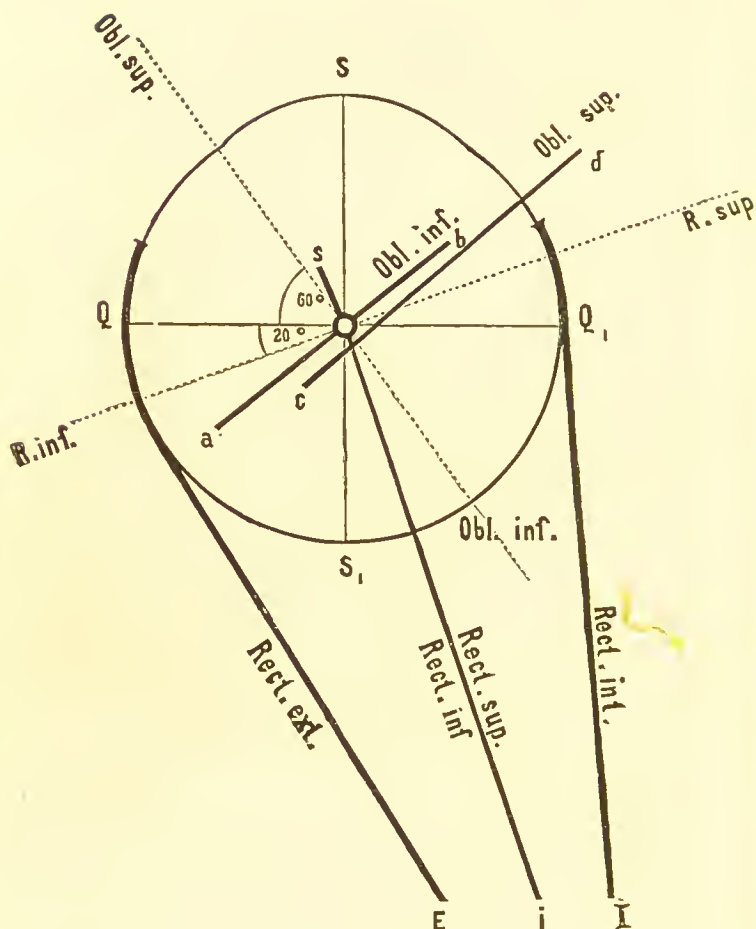 Obl. sup.
S
Obl. sup.
d
R. sup
s
Obl. inf.
b
60°
Q
20°
Q1
c
a
R. inf.
Obl. inf.
S1
Rect. ext.
Rect. sup.
Rect. inf
Rect. int.
E
i
I